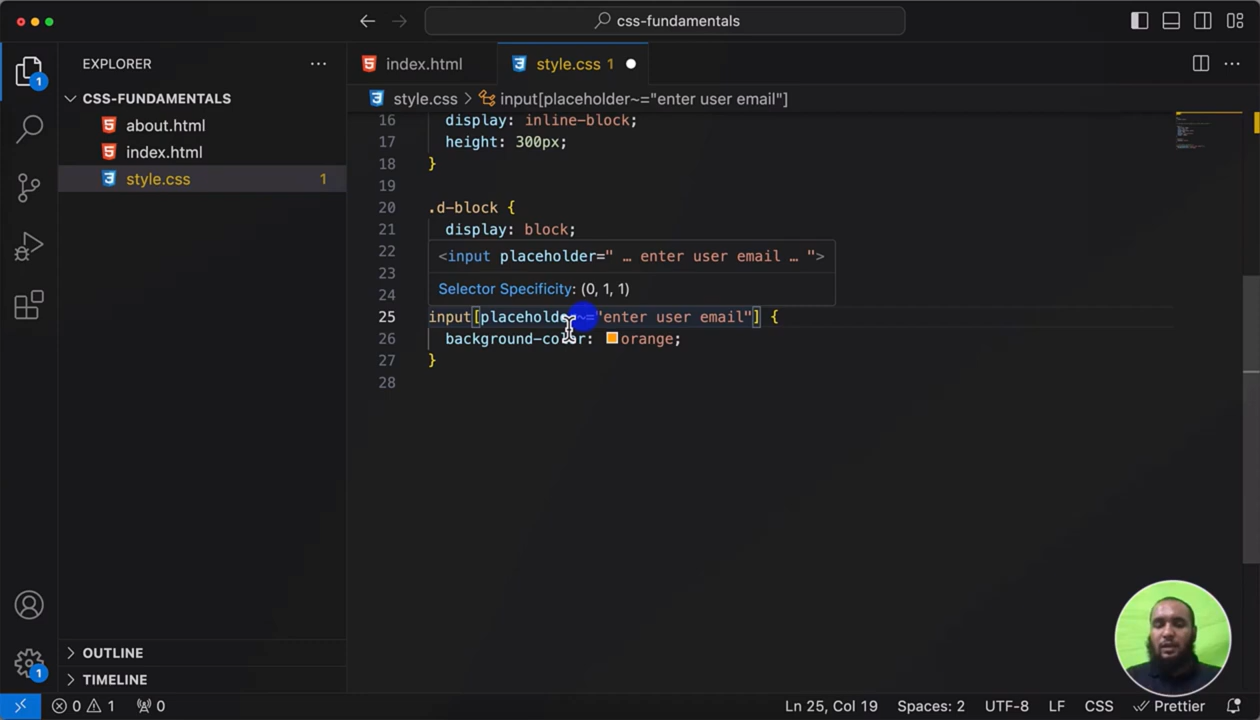 css-fundamentals
EXPLORER
index.html
style.css 1
CSS-FUNDAMENTALS
style.css > input[placeholder~="enter user email"]
about.html
index.html
style.css 1
16 display: inline-block;
17 height: 300px;
18 }
19
20 .d-block {
21 display: block;
22 <input placeholder=" … enter user email … ">
23
24 Selector Specificity: (0, 1, 1)
25 input[placeholder~="enter user email"] {
26 background-color: orange;
27 }
28
1
1
OUTLINE
TIMELINE
0 1 0 Ln 25, Col 19 Spaces: 2 UTF-8 LF CSS Prettier